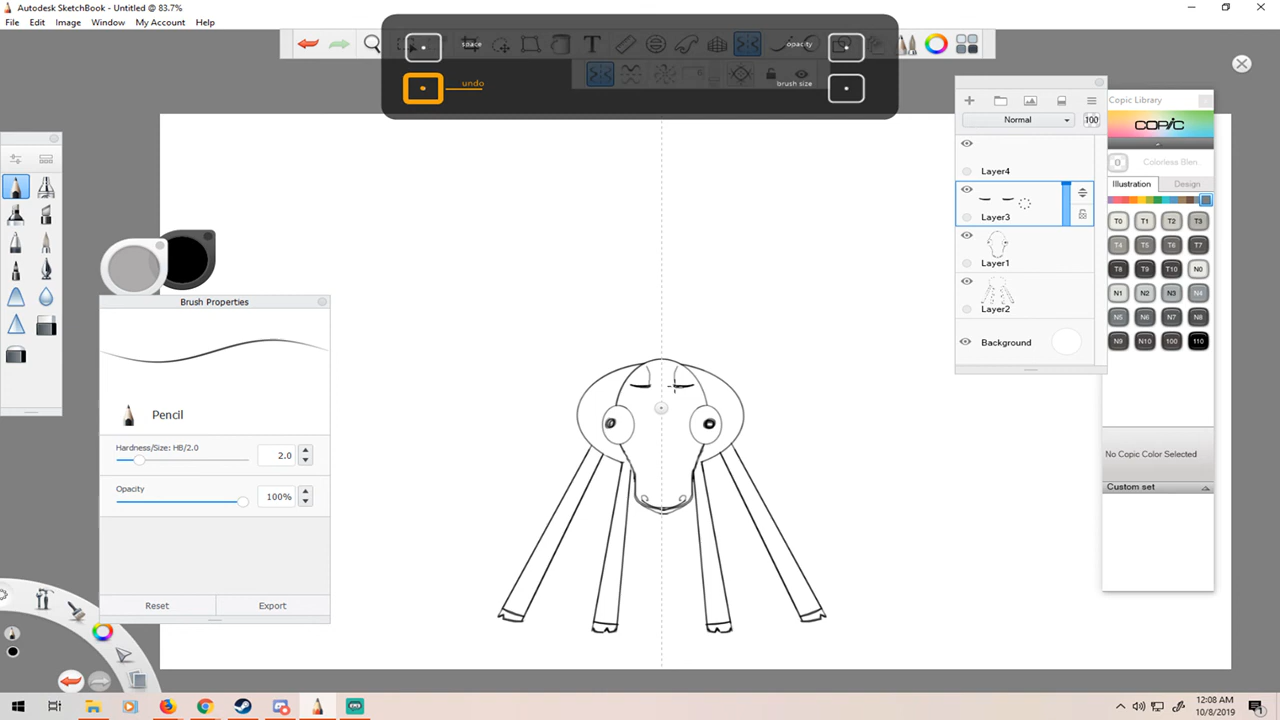 Autodesk SketchBook - Untitled @ 83.7%
File Edit Image Window My Account Help
space
opacity
undo
brush size
T
Normal 100
Layer4
Layer3
Layer1
Layer2
Background
Copic Library
COPIC
0 Colorless Blen
Illustration Design
T0 T1 T2 T3
T4 T5 T6 T7
T8 T9 T10 N0
N1 N2 N3 N4
N5 N6 N7 N8
N9 N10 100 110
No Copic Color Selected
Custom set
Brush Properties
Pencil
Hardness/Size: HB/2.0
2.0
Opacity
100%
Reset Export
12:08 AM
10/8/2019
1